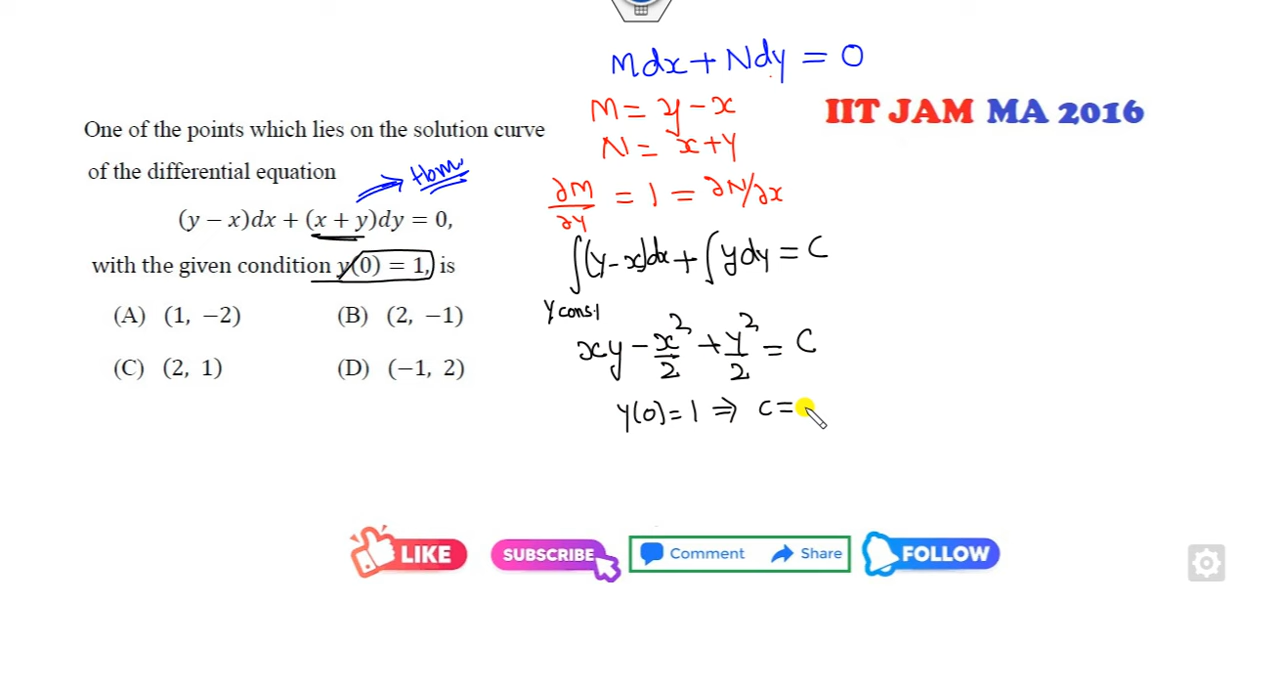 One of the points which lies on the solution curve
of the differential equation
(y − x)dx + (x + y)dy = 0,
with the given condition y(0) = 1, is
(A) (1, −2) (B) (2, −1)
(C) (2, 1) (D) (−1, 2)
Hom
Mdx + Ndy = 0
M = y − x
N = x + y
∂M/∂y = 1 = ∂N/∂x
∫(y − x)dx + ∫ y dy = C
y const
xy − x²/2 + y²/2 = C
y(0) = 1 ⇒ c =
IIT JAM MA 2016
LIKE SUBSCRIBE Comment Share FOLLOW